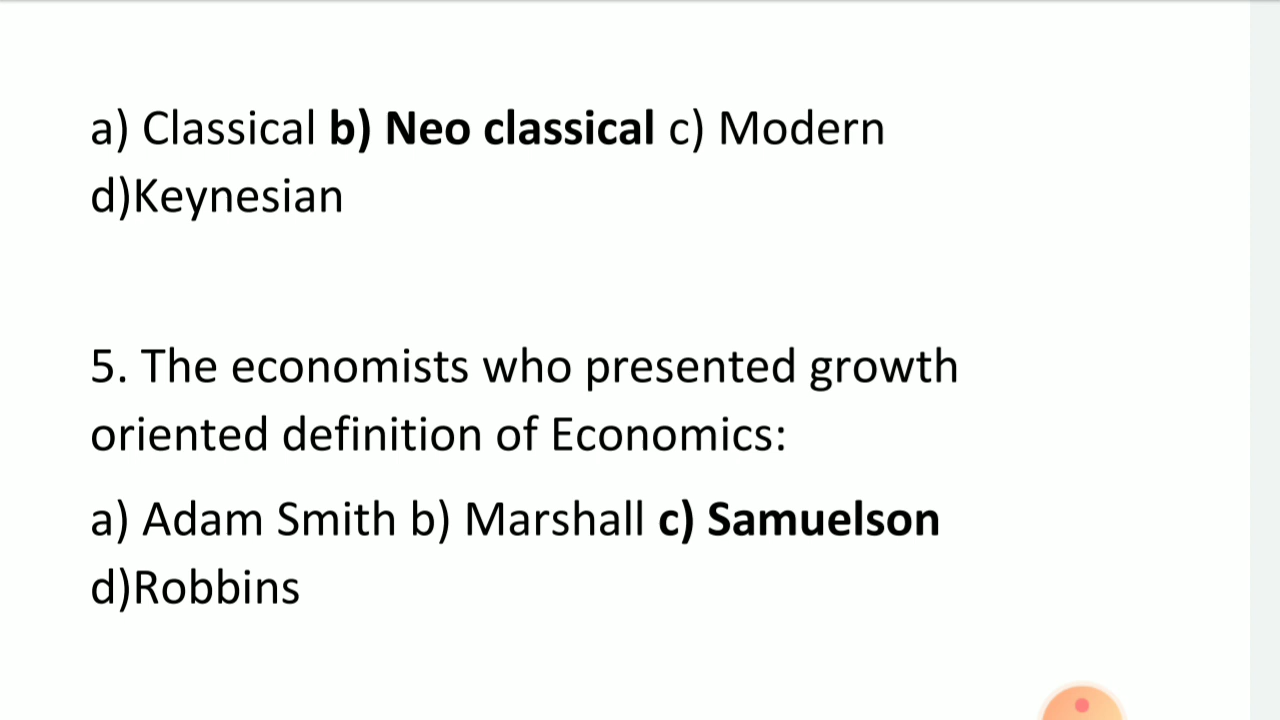 a) Classical b) Neo classical c) Modern
d)Keynesian
5. The economists who presented growth
oriented definition of Economics:
a) Adam Smith b) Marshall c) Samuelson
d)Robbins